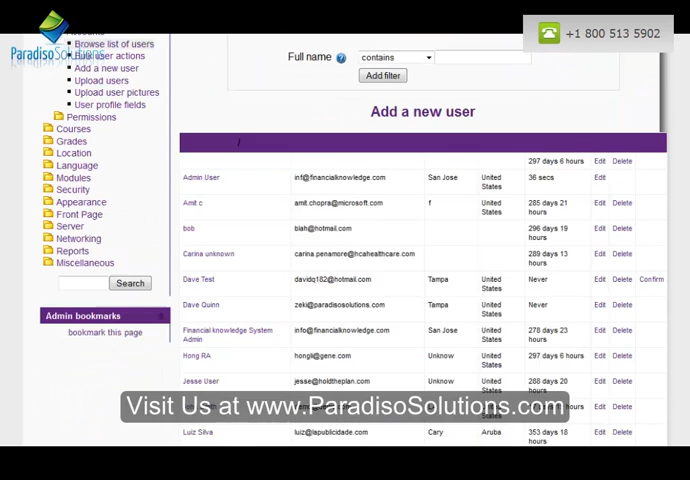 Paradiso Solutions
+1 800 513 5902
Browse list of users
Bulk user actions
Add a new user
Upload users
Upload user pictures
User profile fields
Permissions
Courses
Grades
Location
Language
Modules
Security
Appearance
Front Page
Server
Networking
Reports
Miscellaneous
Search
Admin bookmarks
bookmark this page
Full name contains
Add filter
Add a new user
/
297 days 6 hours Edit Delete
Admin User inf@financialknowledge.com San Jose United States 36 secs Edit
Amit c amit.chopra@microsoft.com f United States 285 days 21 hours Edit Delete
bob blah@hotmail.com 296 days 19 hours Edit Delete
Carina unknown carina.penamore@hcahealthcare.com 289 days 13 hours Edit Delete
Dave Test davidq182@hotmail.com Tampa United States Never Edit Delete Confirm
Dave Quinn zeki@paradisosolutions.com Tampa United States Never Edit Delete
Financial knowledge System Admin info@financialknowledge.com San Jose United States 278 days 23 hours Edit Delete
Hong RA hongli@gene.com Unknow United States 297 days 6 hours Edit Delete
Jesse User jesse@holdtheplan.com Unknow United States 288 days 20 hours Edit Delete
States Edit Delete
Luiz Silva luiz@lapublicidade.com Cary Aruba 353 days 18 hours Edit Delete
Visit Us at www.ParadisoSolutions.com